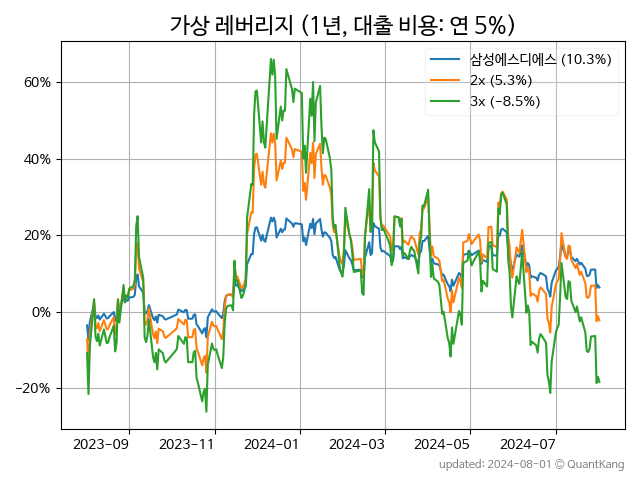 가상 레버리지 (1년, 대출 비용: 연 5%)
삼성에스디에스 (10.3%)
2x (5.3%)
3x (−8.5%)
60%
40%
20%
0%
−20%
2023-09
2023-11
2024-01
2024-03
2024-05
2024-07
updated: 2024-08-01 © QuantKang